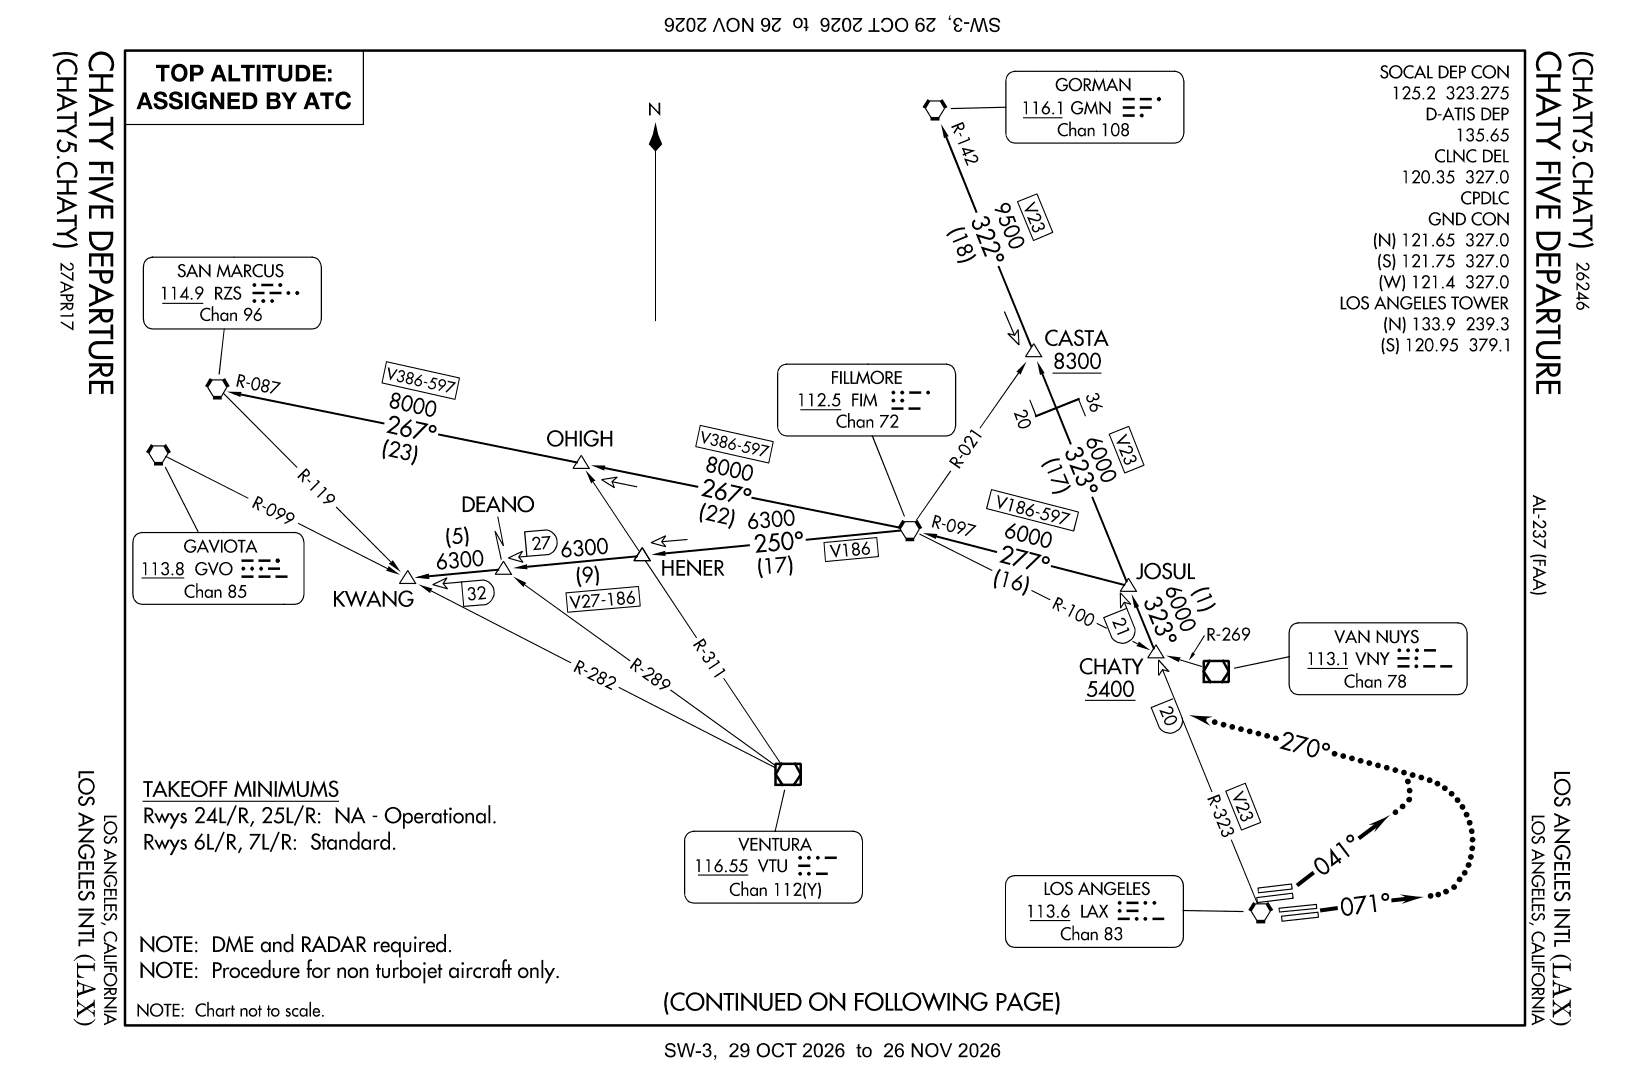 SW-3, 29 OCT 2026 to 26 NOV 2026
CHATY FIVE DEPARTURE
(CHATY5.CHATY) 27APR17
TOP ALTITUDE:
ASSIGNED BY ATC
N
GORMAN
116.1 GMN
Chan 108
SOCAL DEP CON
125.2 323.275
D-ATIS DEP
135.65
CLNC DEL
120.35 327.0
CPDLC
GND CON
(N) 121.65 327.0
(S) 121.75 327.0
(W) 121.4 327.0
LOS ANGELES TOWER
(N) 133.9 239.3
(S) 120.95 379.1
(CHATY5.CHATY) 26246
CHATY FIVE DEPARTURE
R-142
V23
9500
322°
(18)
SAN MARCUS
114.9 RZS
Chan 96
CASTA
8300
R-087
V386-597
8000
267°
(23)
FILLMORE
112.5 FIM
Chan 72
36
20
R-021
V23
6000
323°
(17)
OHIGH
V386-597
8000
267°
(22)
R-119
R-099
DEANO
GAVIOTA
113.8 GVO
Chan 85
(5)
6300
27
6300
(9)
V27-186
32
KWANG
HENER
6300
250°
(17)
V186
R-097
V186-597
6000
277°
(16)
R-100
JOSUL
(1)
6000
323°
21
R-269
CHATY
5400
VAN NUYS
113.1 VNY
Chan 78
20
R-311
R-289
R-282
270°
V23
R-323
041°
071°
VENTURA
116.55 VTU
Chan 112(Y)
LOS ANGELES
113.6 LAX
Chan 83
TAKEOFF MINIMUMS
Rwys 24L/R, 25L/R: NA - Operational.
Rwys 6L/R, 7L/R: Standard.
NOTE: DME and RADAR required.
NOTE: Procedure for non turbojet aircraft only.
NOTE: Chart not to scale.
(CONTINUED ON FOLLOWING PAGE)
AL-237 (FAA)
LOS ANGELES, CALIFORNIA
LOS ANGELES INTL (LAX)
LOS ANGELES INTL (LAX)
LOS ANGELES, CALIFORNIA
SW-3, 29 OCT 2026 to 26 NOV 2026